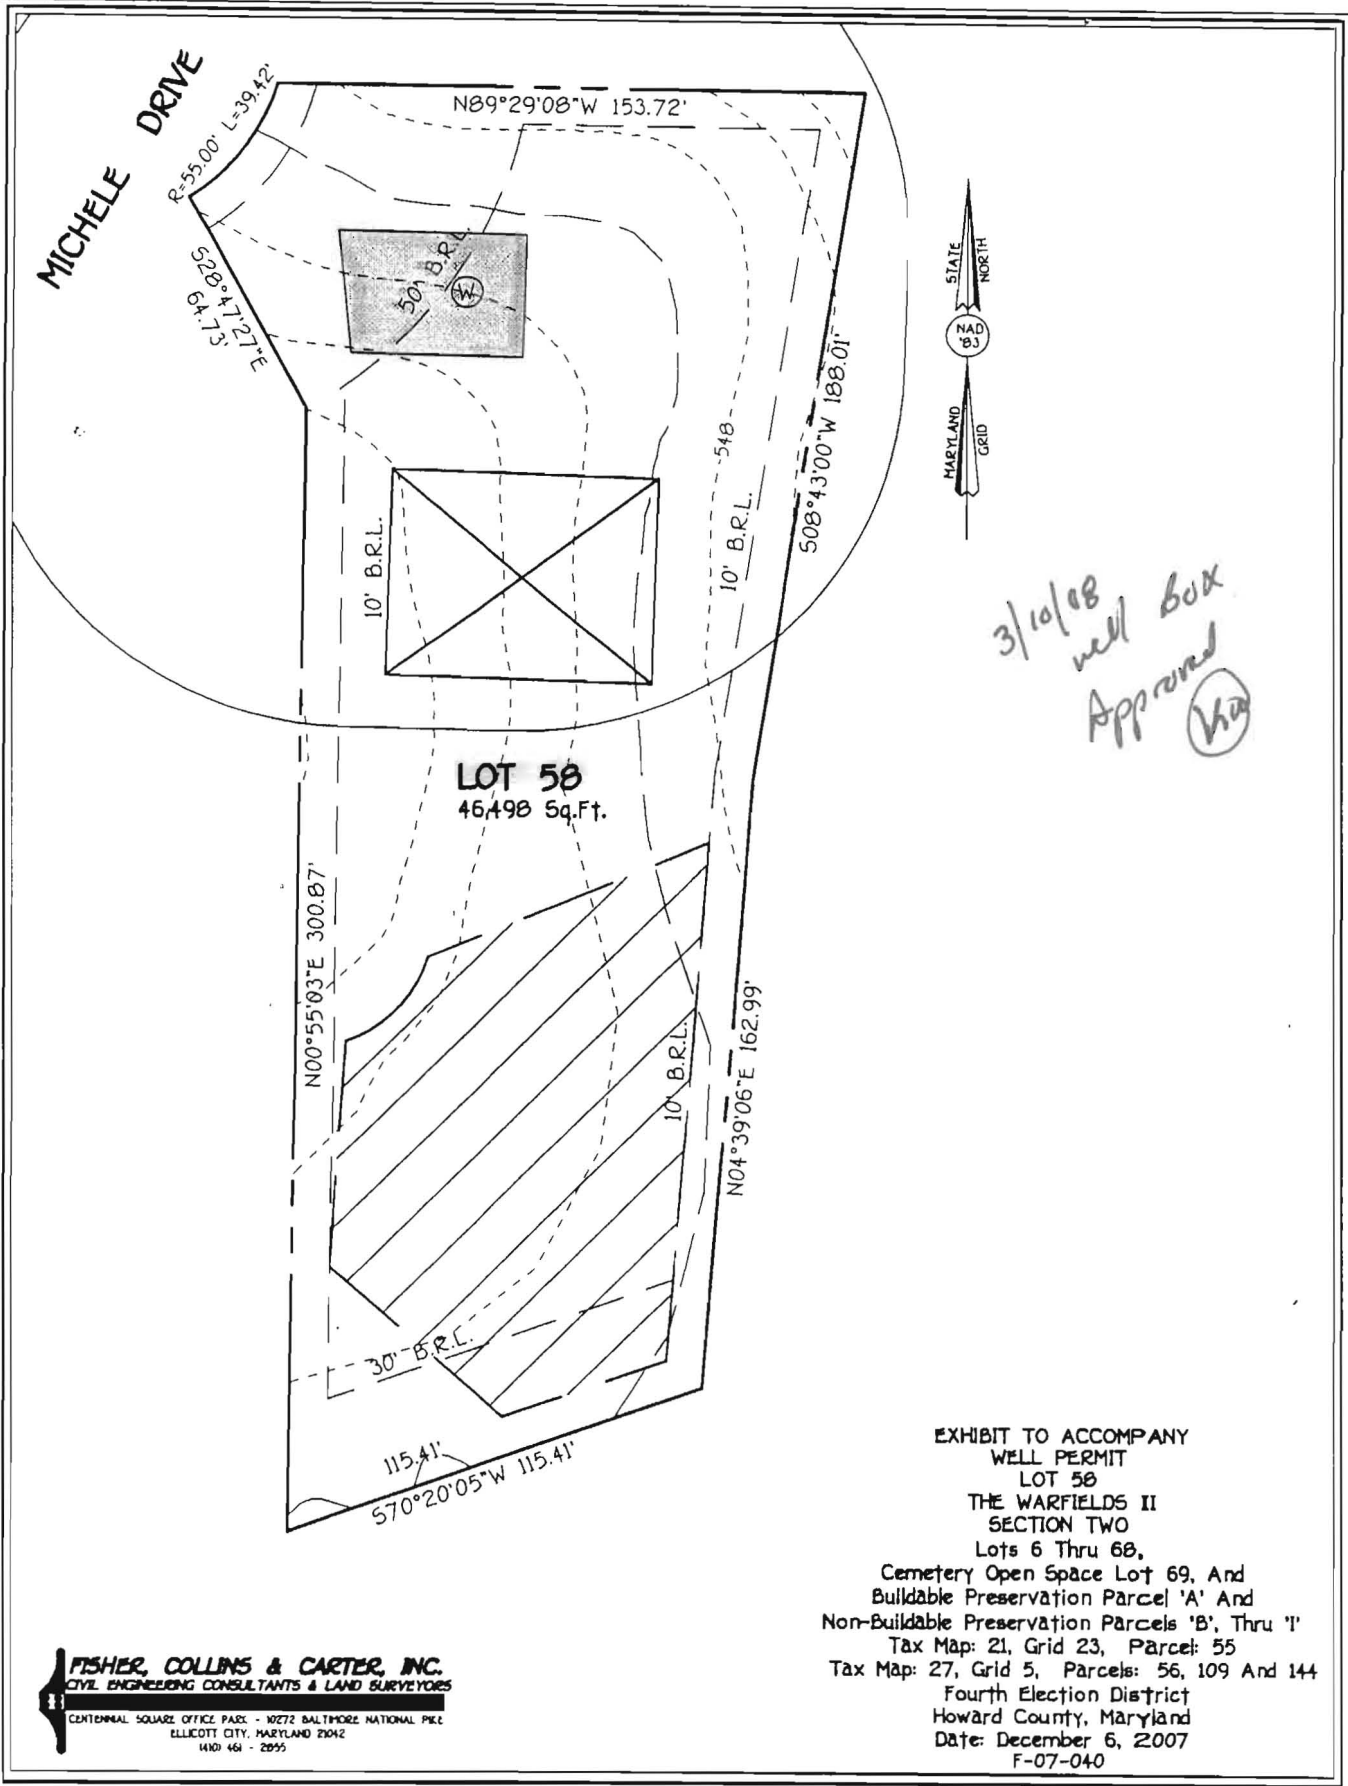 MICHELE DRIVE
R=55.00' L=39.42'
N89°29'08"W 153.72'
S28°47'27"E
64.73'
50' B.R.L.
W
STATE
NORTH
NAD
'83
MARYLAND
GRID
548
S08°43'00"W 188.01'
10' B.R.L.
10' B.R.L.
3/10/08
well Box
Approved
LOT 58
46,498 Sq.Ft.
N00°55'03"E 300.87'
10' B.R.L.
N04°39'06"E 162.99'
30' B.R.L.
115.41'
S70°20'05"W 115.41'
EXHIBIT TO ACCOMPANY
WELL PERMIT
LOT 58
THE WARFIELDS II
SECTION TWO
Lots 6 Thru 68,
Cemetery Open Space Lot 69, And
Buildable Preservation Parcel 'A' And
Non-Buildable Preservation Parcels 'B', Thru 'I'
Tax Map: 21, Grid 23, Parcel: 55
Tax Map: 27, Grid 5, Parcels: 56, 109 And 144
Fourth Election District
Howard County, Maryland
Date: December 6, 2007
F-07-040
FISHER, COLLINS & CARTER, INC.
CIVIL ENGINEERING CONSULTANTS & LAND SURVEYORS
CENTENNIAL SQUARE OFFICE PARK - 10272 BALTIMORE NATIONAL PIKE
ELLICOTT CITY, MARYLAND 21042
(410) 461 - 2855